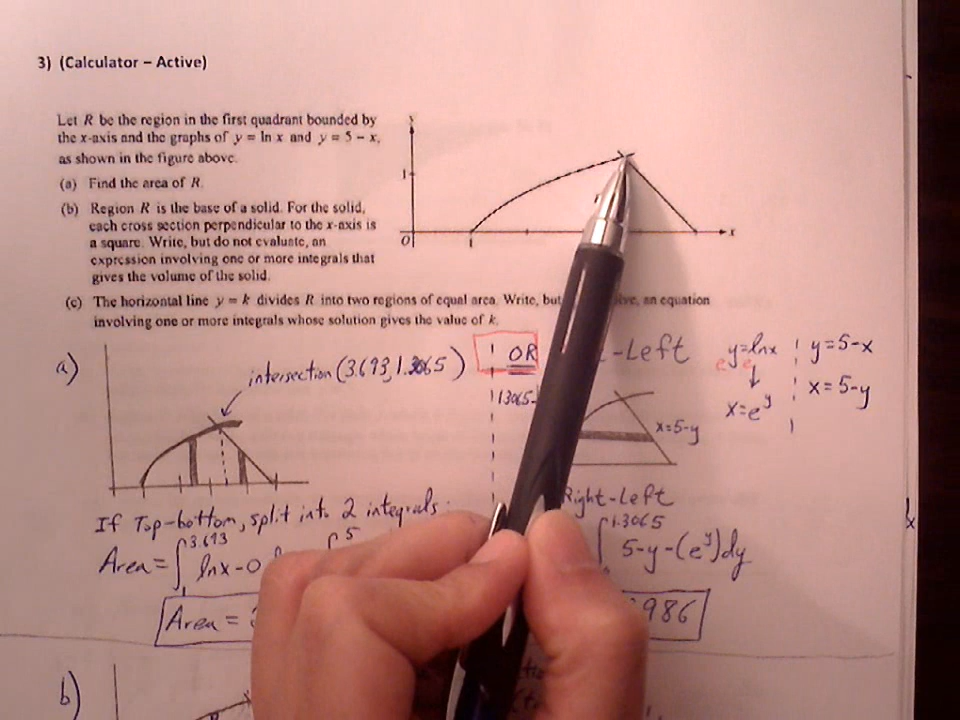 3) (Calculator – Active)
Let R be the region in the first quadrant bounded by
the x-axis and the graphs of y = ln x and y = 5 – x,
as shown in the figure above.
(a) Find the area of R.
(b) Region R is the base of a solid. For the solid,
each cross section perpendicular to the x-axis is
a square. Write, but do not evaluate, an
expression involving one or more integrals that
gives the volume of the solid.
y
1
O
1
x
(c) The horizontal line y = k divides R into two regions of equal area. Write, but an equation
involving one or more integrals whose solution gives the value of k.
a)
intersection (3.693, 1.3065)
If Top-bottom, split into 2 integrals:
Area = ∫ 3.693 lnx-0 ∫ 5
1
Area =
OR
-Left
1.3065
x=5-y
Right-Left
∫ 1.3065 5-y-(e^y)dy
986
y=lnx
e e
x=e^y
y=5-x
x=5-y
b)